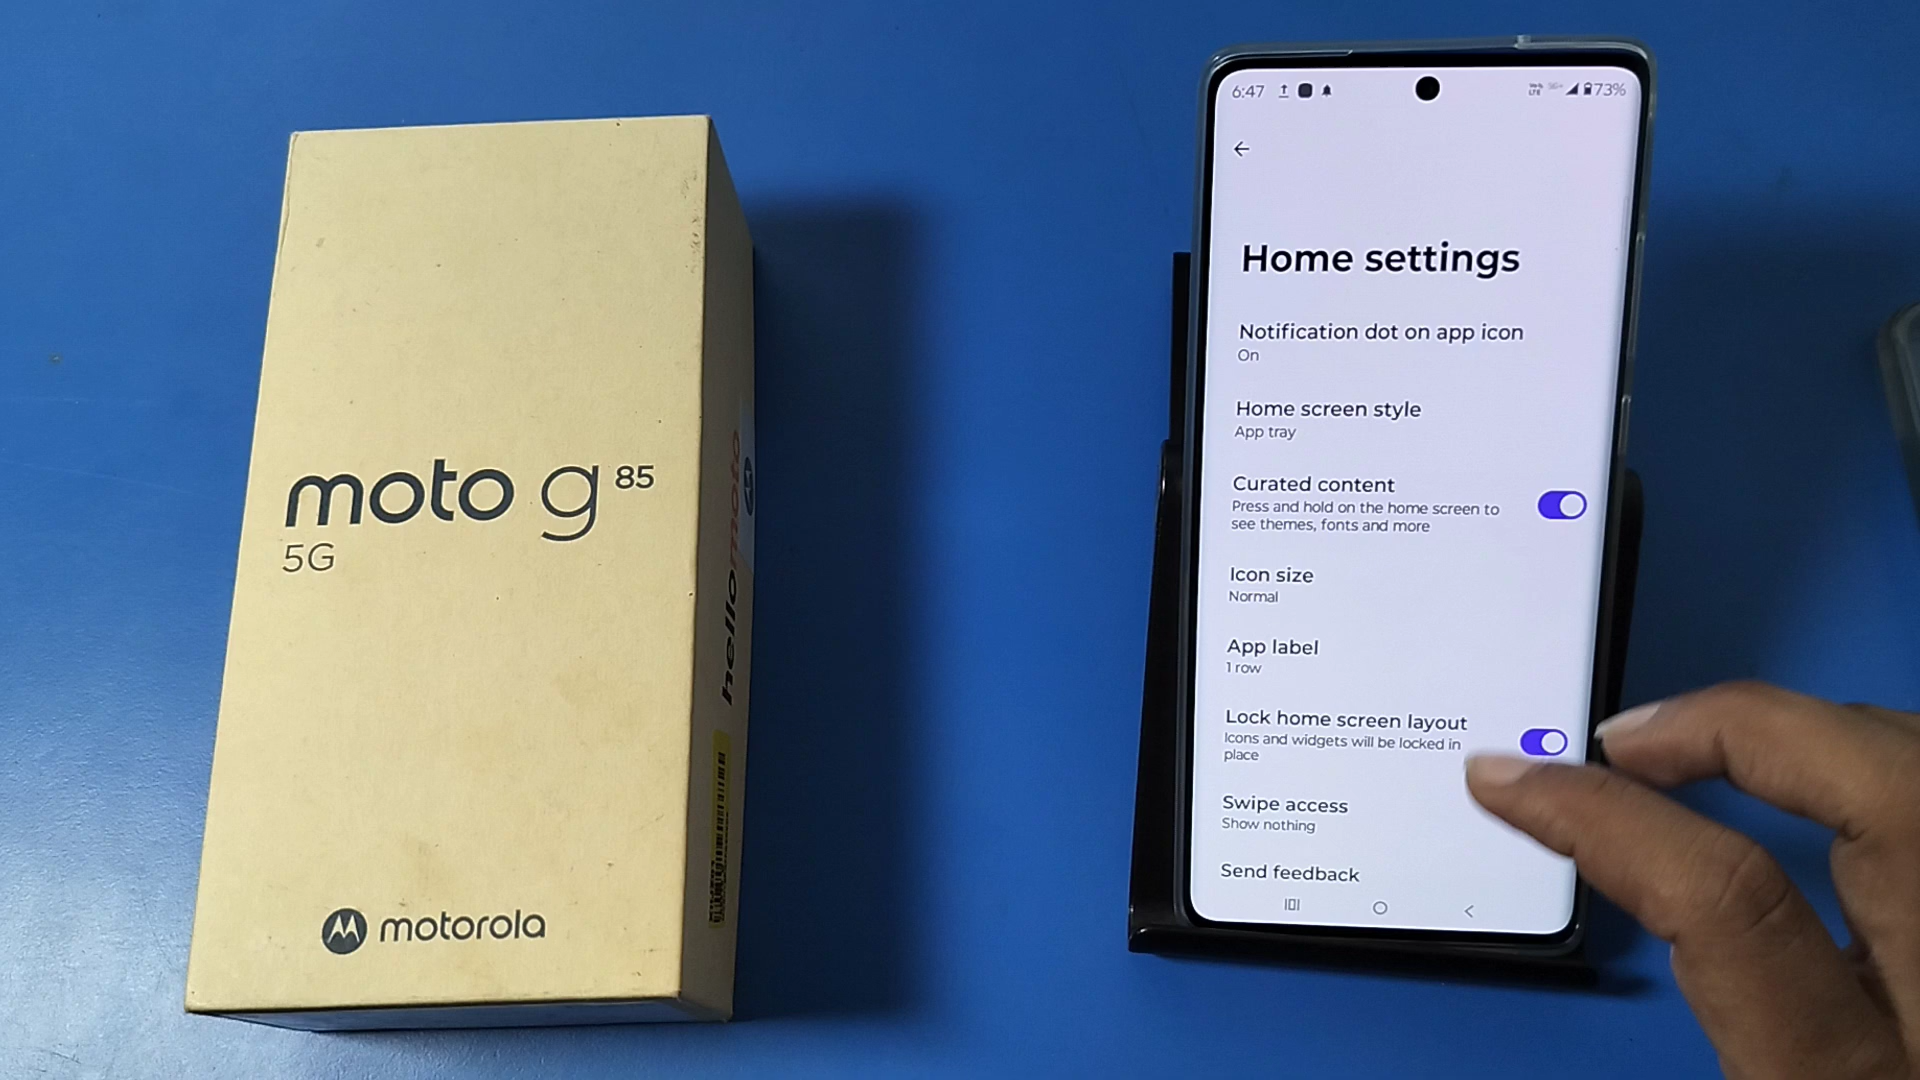 moto g 85
5G
motorola
hellomoto
6:47
VoLTE 5G+ 73%
Home settings
Notification dot on app icon
On
Home screen style
App tray
Curated content
Press and hold on the home screen to
see themes, fonts and more
Icon size
Normal
App label
1 row
Lock home screen layout
Icons and widgets will be locked in
place
Swipe access
Show nothing
Send feedback